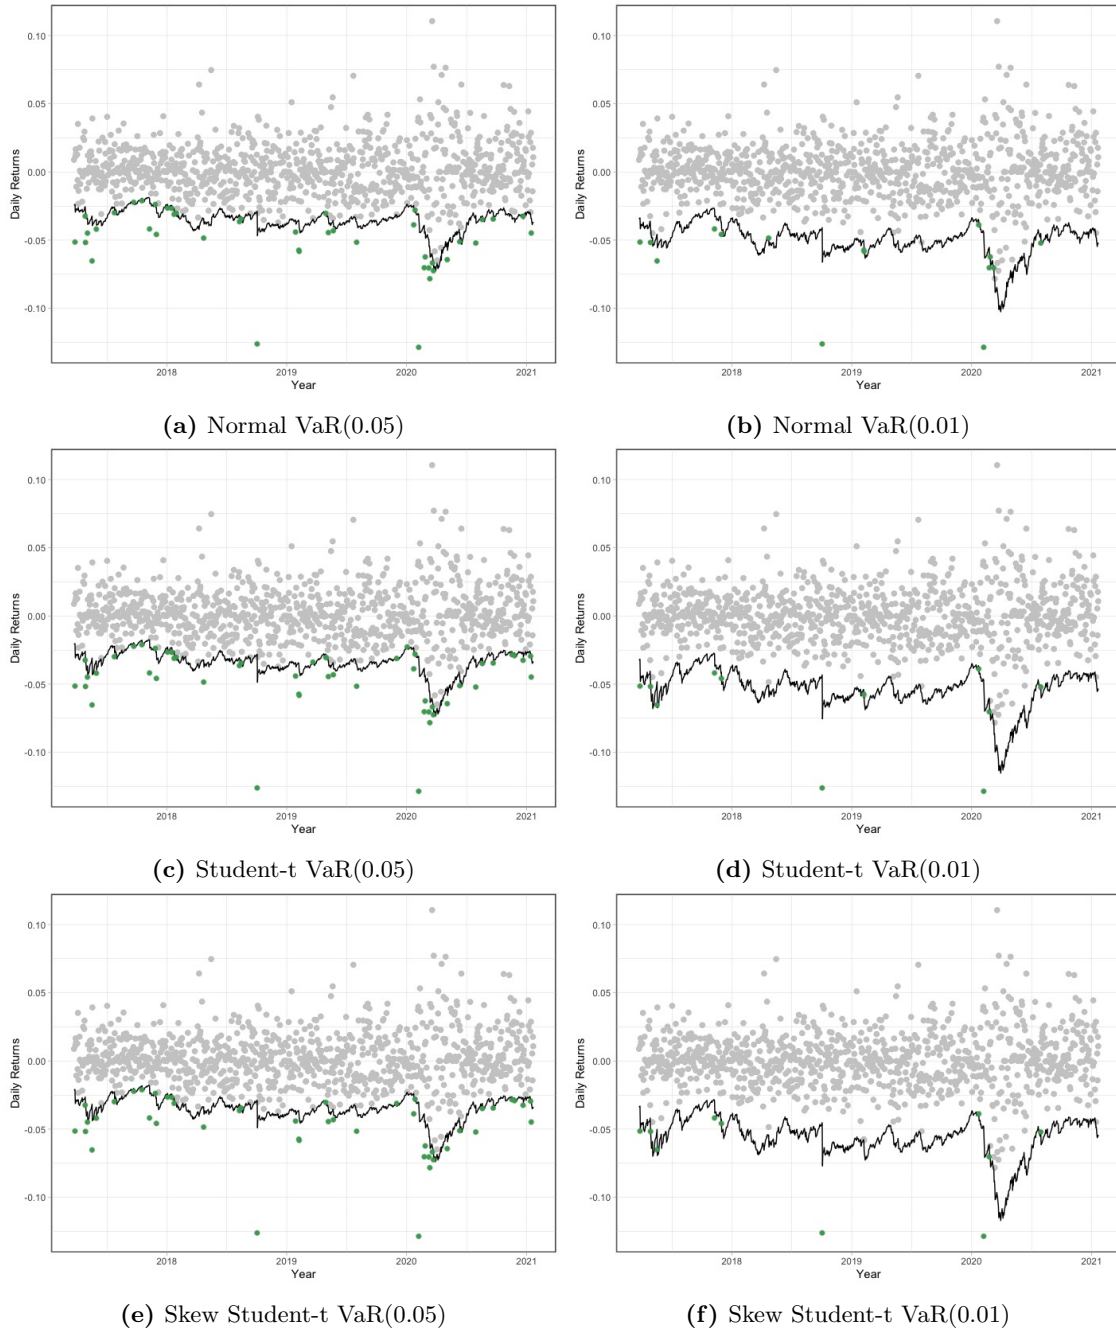 0.10
0.05
0.00
-0.05
-0.10
Daily Returns
2018 2019 2020 2021
Year
(a) Normal VaR(0.05)
0.10
0.05
0.00
-0.05
-0.10
Daily Returns
2018 2019 2020 2021
Year
(b) Normal VaR(0.01)
0.10
0.05
0.00
-0.05
-0.10
Daily Returns
2018 2019 2020 2021
Year
(c) Student-t VaR(0.05)
0.10
0.05
0.00
-0.05
-0.10
Daily Returns
2018 2019 2020 2021
Year
(d) Student-t VaR(0.01)
0.10
0.05
0.00
-0.05
-0.10
Daily Returns
2018 2019 2020 2021
Year
(e) Skew Student-t VaR(0.05)
0.10
0.05
0.00
-0.05
-0.10
Daily Returns
2018 2019 2020 2021
Year
(f) Skew Student-t VaR(0.01)